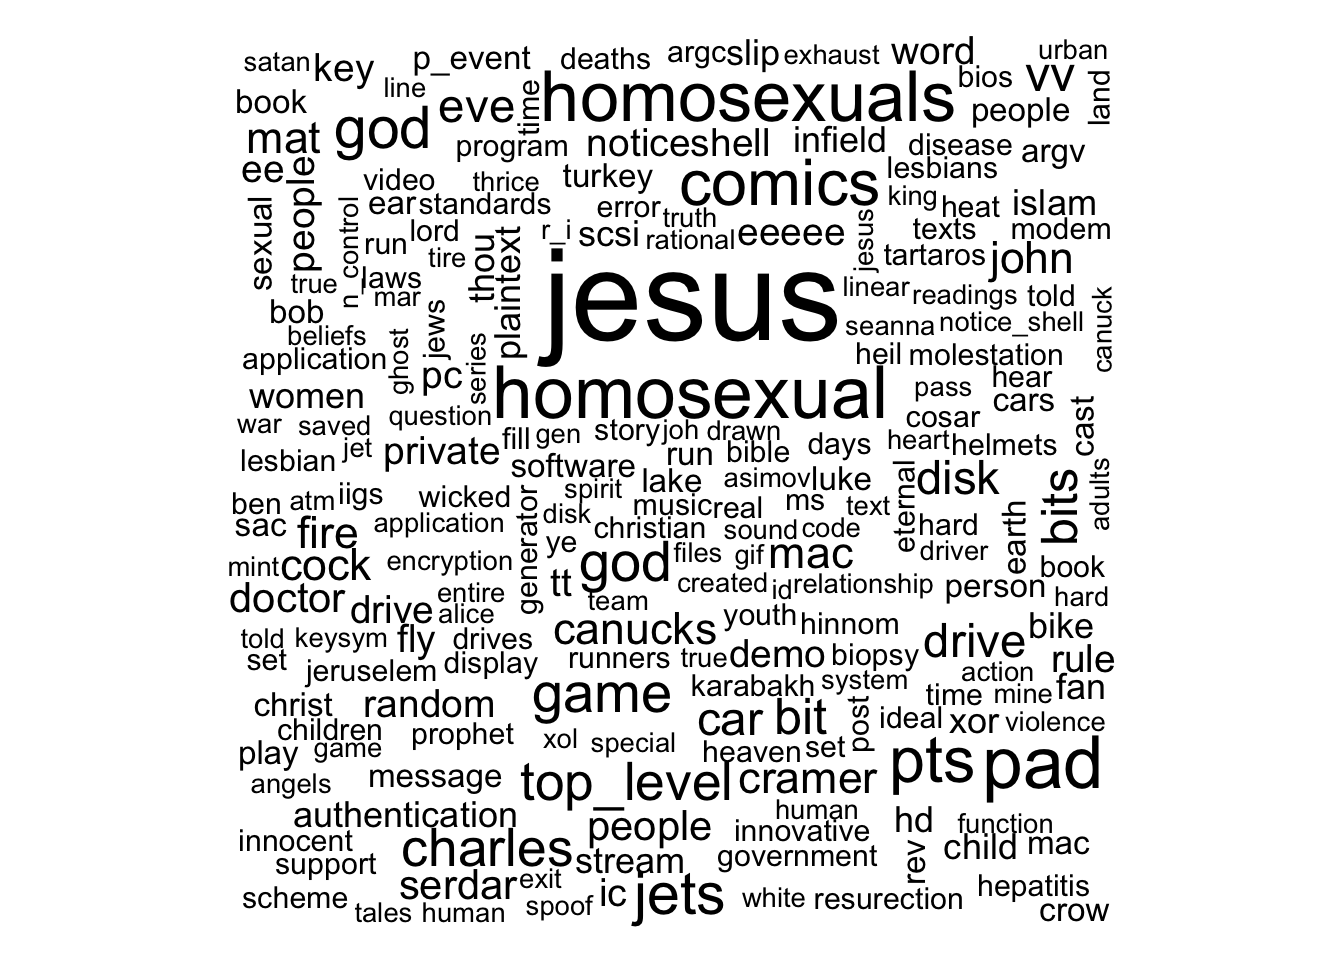 satan key p_event deaths argc slip exhaust word urban
book line eve time homosexuals bios vv land
mat god people
program noticeshell infield disease argv
ee people video thrice turkey comics lesbians
sexual ear standards error truth king heat islam
n_control run lord r_i scsi rational eeeee jesus texts modem
true laws tire thou plaintext jesus tartaros john
bob mar linear readings told
beliefs ghost jews series seanna notice_shell canuck
application pc heil molestation
women homosexual pass hear cars
war saved question cosar cast
lesbian jet private fill gen story joh drawn days heart helmets
software run bible
ben atm iigs wicked spirit lake asimov luke eternal disk bits adults
sac fire application generator disk music real ms text hard earth
christian sound code
mint cock encryption ye god files gif mac driver book
doctor drive entire alice tt team created id relationship person hard
told keysym fly drives canucks youth hinnom drive bike
set jeruselem display runners true demo biopsy rule
christ random game karabakh system action time mine fan
children prophet xol special car bit post ideal xor violence
play game heaven set
angels message top_level cramer pts pad
authentication people human hd function
innocent charles innovative child mac
support stream government rev
scheme serdar exit ic jets white resurection hepatitis
tales human spoof crow